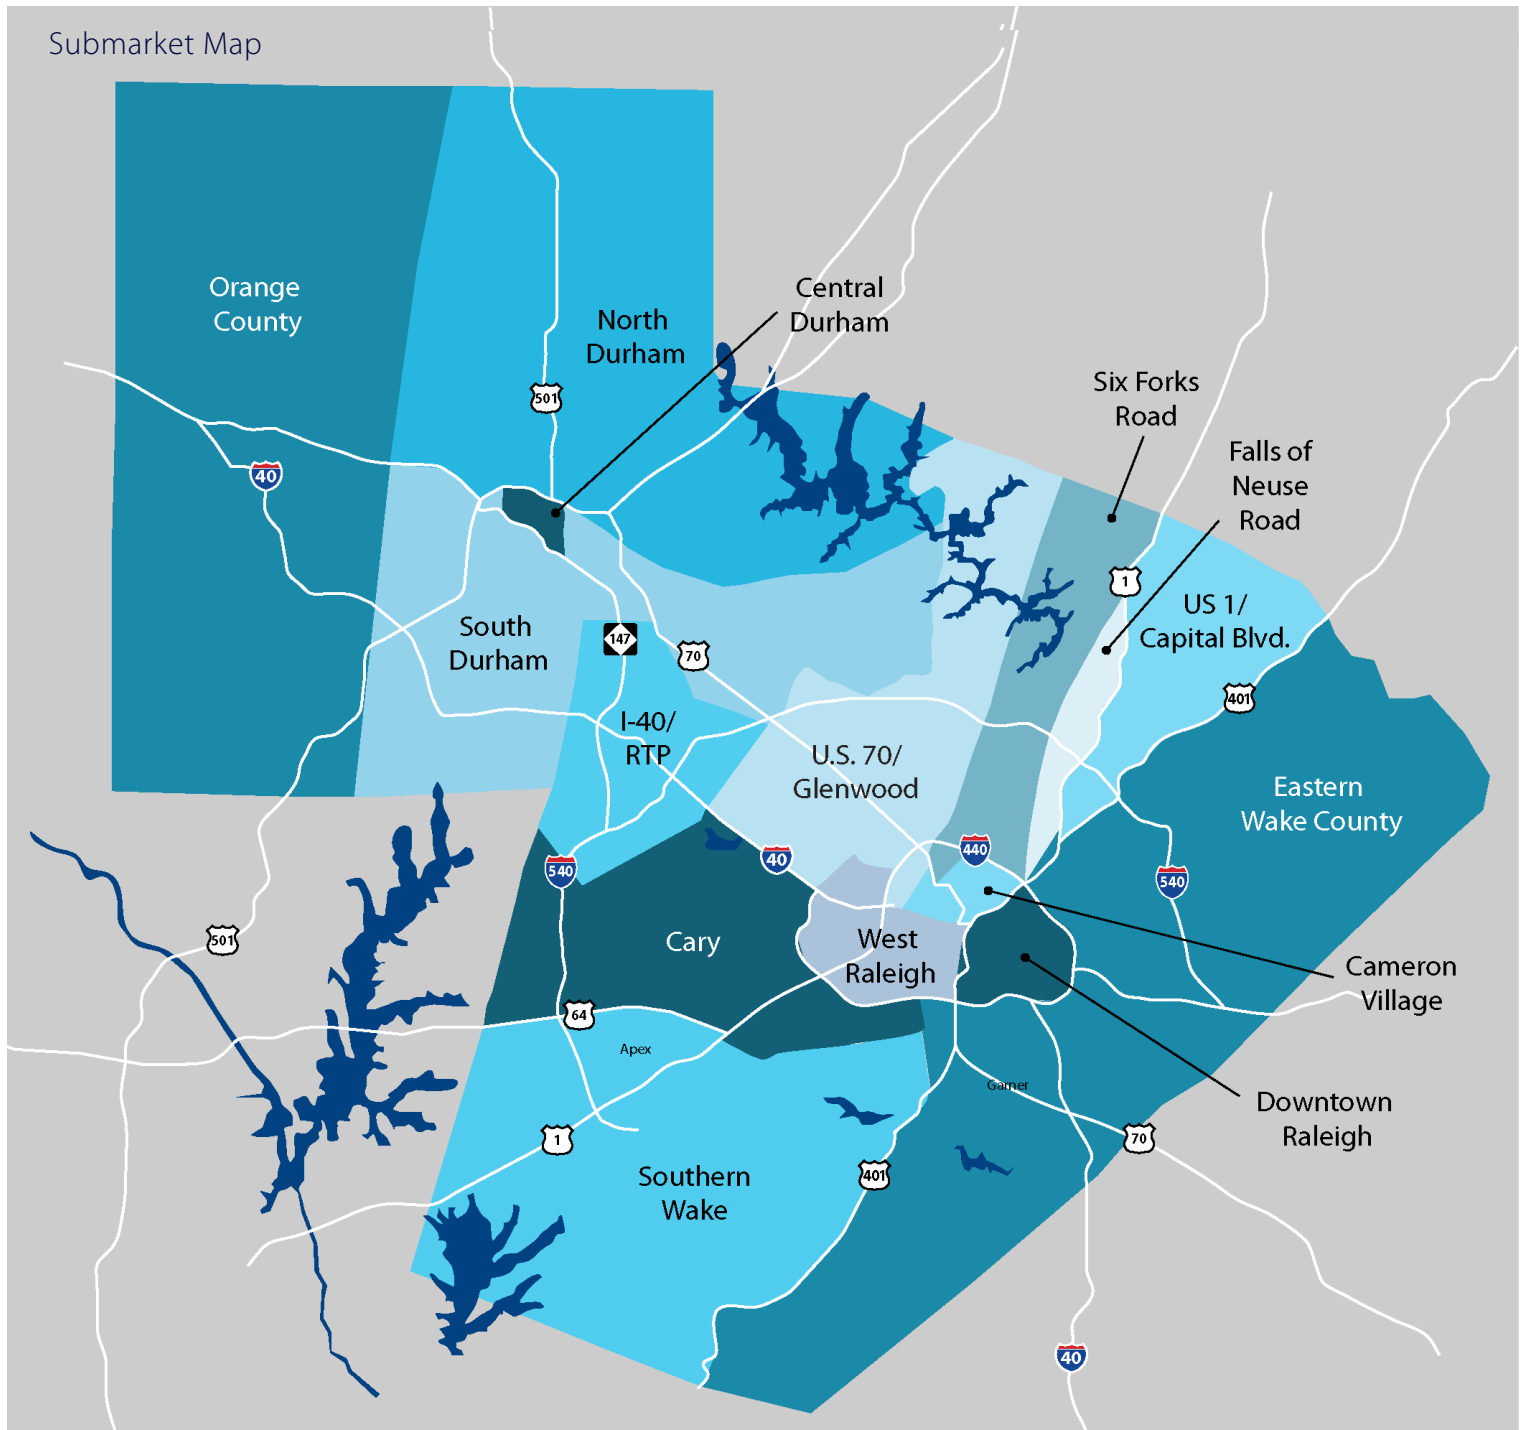 Submarket Map
Orange
County
North
Durham
Central
Durham
Six Forks
Road
501
Falls of
Neuse
Road
40
1
US 1/
Capital Blvd.
South
Durham
147
70
401
I-40/
RTP
U.S. 70/
Glenwood
Eastern
Wake County
440
40
540
540
Cary
West
Raleigh
501
Cameron
Village
64
Apex
Garner
Downtown
Raleigh
1
70
401
Southern
Wake
40